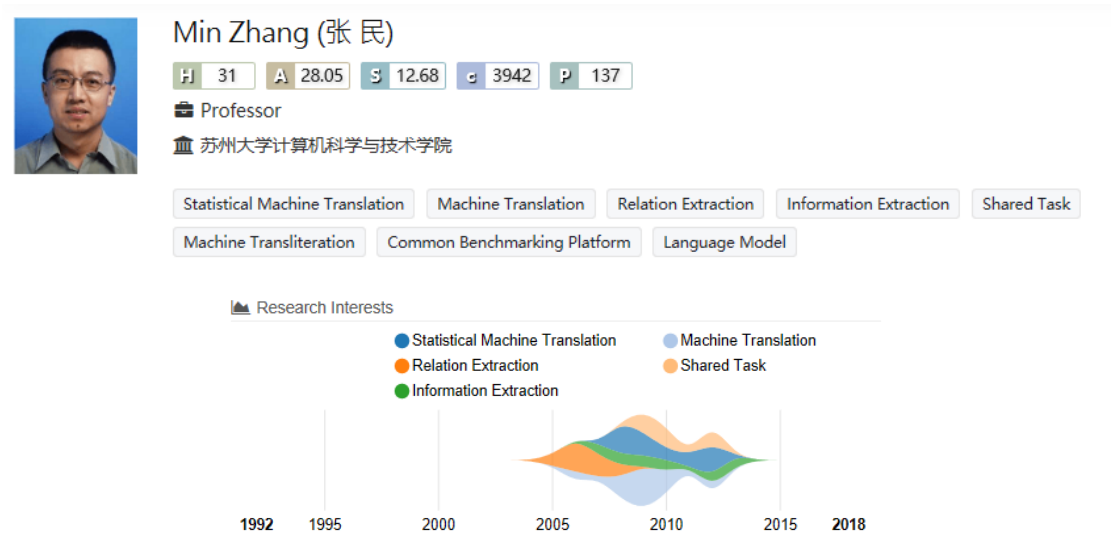 Min Zhang (张 民)
H 31 A 28.05 S 12.68 c 3942 P 137
Professor
苏州大学计算机科学与技术学院
Statistical Machine Translation Machine Translation Relation Extraction Information Extraction Shared Task
Machine Transliteration Common Benchmarking Platform Language Model
Research Interests
Statistical Machine Translation Machine Translation
Relation Extraction Shared Task
Information Extraction
1992 1995 2000 2005 2010 2015 2018